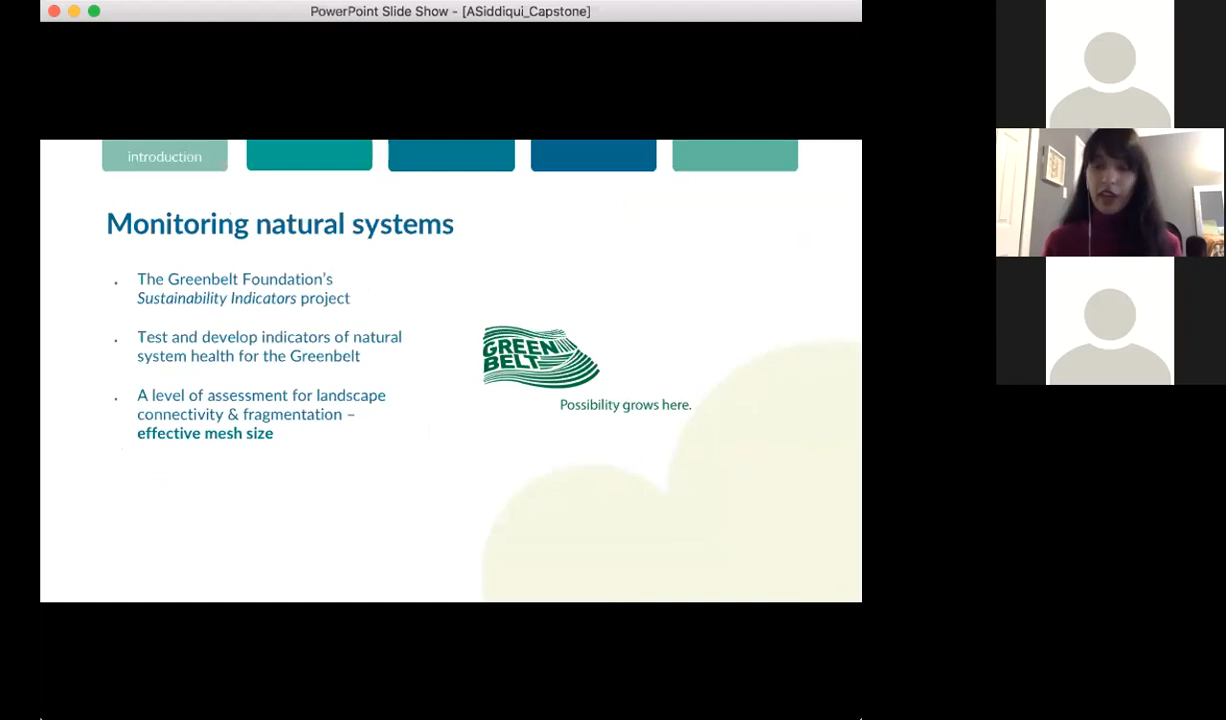 PowerPoint Slide Show - [ASiddiqui_Capstone]
introduction
Monitoring natural systems
. The Greenbelt Foundation's
Sustainability Indicators project
. Test and develop indicators of natural
system health for the Greenbelt
. A level of assessment for landscape
connectivity & fragmentation –
effective mesh size
GREEN
BELT
Possibility grows here.